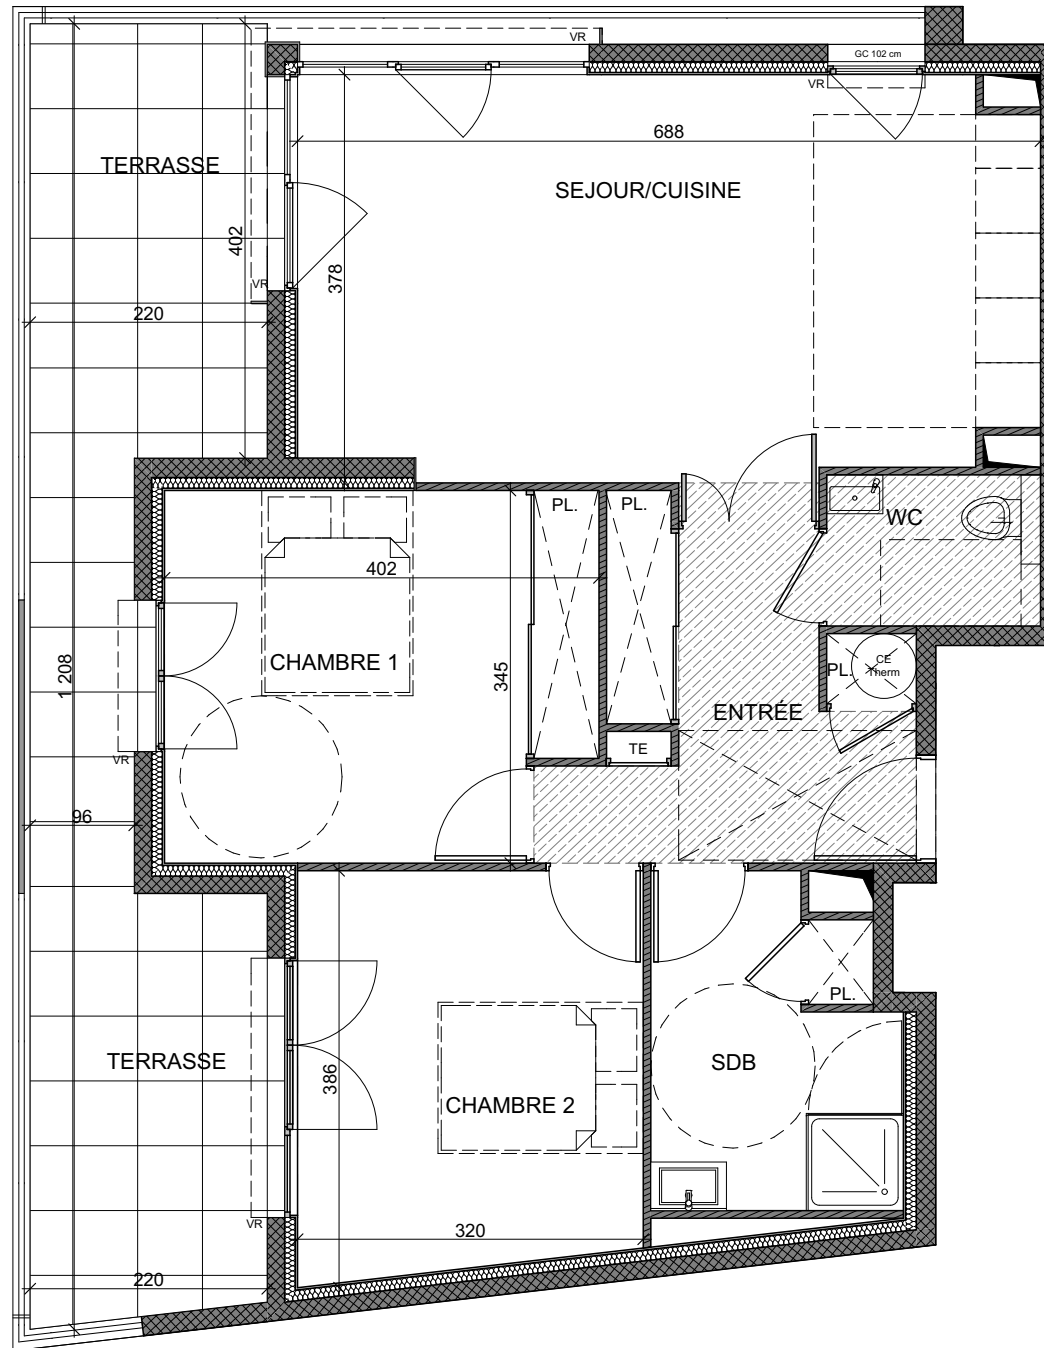 VR
GC 102 cm
VR
688
TERRASSE
SEJOUR/CUISINE
402
378
VR
220
PL.
PL.
WC
402
CHAMBRE 1
345
1 208
PL.
CE
Therm
ENTRÉE
TE
VR
96
PL.
TERRASSE
SDB
386
CHAMBRE 2
VR
320
220